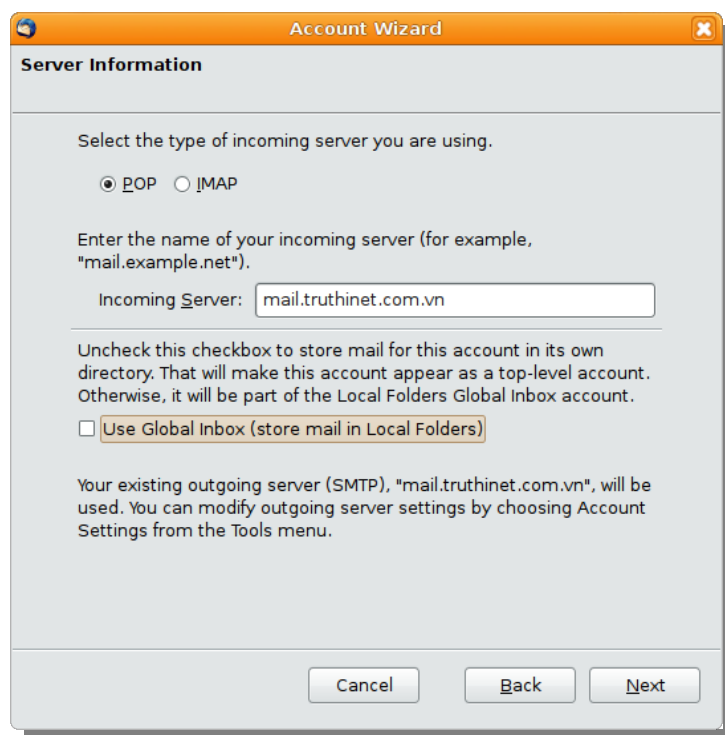 Account Wizard
Server Information
Select the type of incoming server you are using.
POP IMAP
Enter the name of your incoming server (for example,
"mail.example.net").
Incoming Server: mail.truthinet.com.vn
Uncheck this checkbox to store mail for this account in its own
directory. That will make this account appear as a top-level account.
Otherwise, it will be part of the Local Folders Global Inbox account.
Use Global Inbox (store mail in Local Folders)
Your existing outgoing server (SMTP), "mail.truthinet.com.vn", will be
used. You can modify outgoing server settings by choosing Account
Settings from the Tools menu.
Cancel Back Next